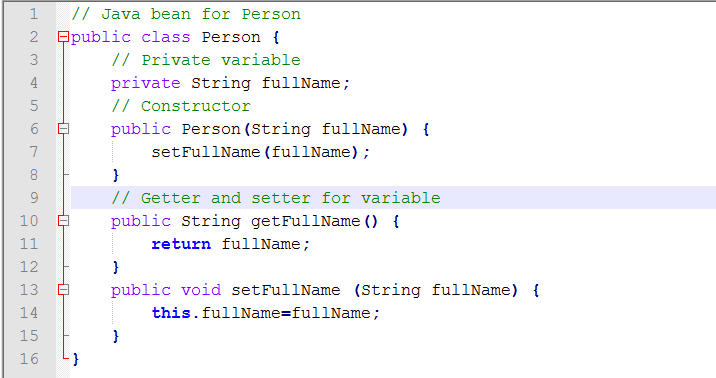 1 // Java bean for Person
2 public class Person {
3 // Private variable
4 private String fullName;
5 // Constructor
6 public Person(String fullName) {
7 setFullName(fullName);
8 }
9 // Getter and setter for variable
10 public String getFullName() {
11 return fullName;
12 }
13 public void setFullName (String fullName) {
14 this.fullName=fullName;
15 }
16 }